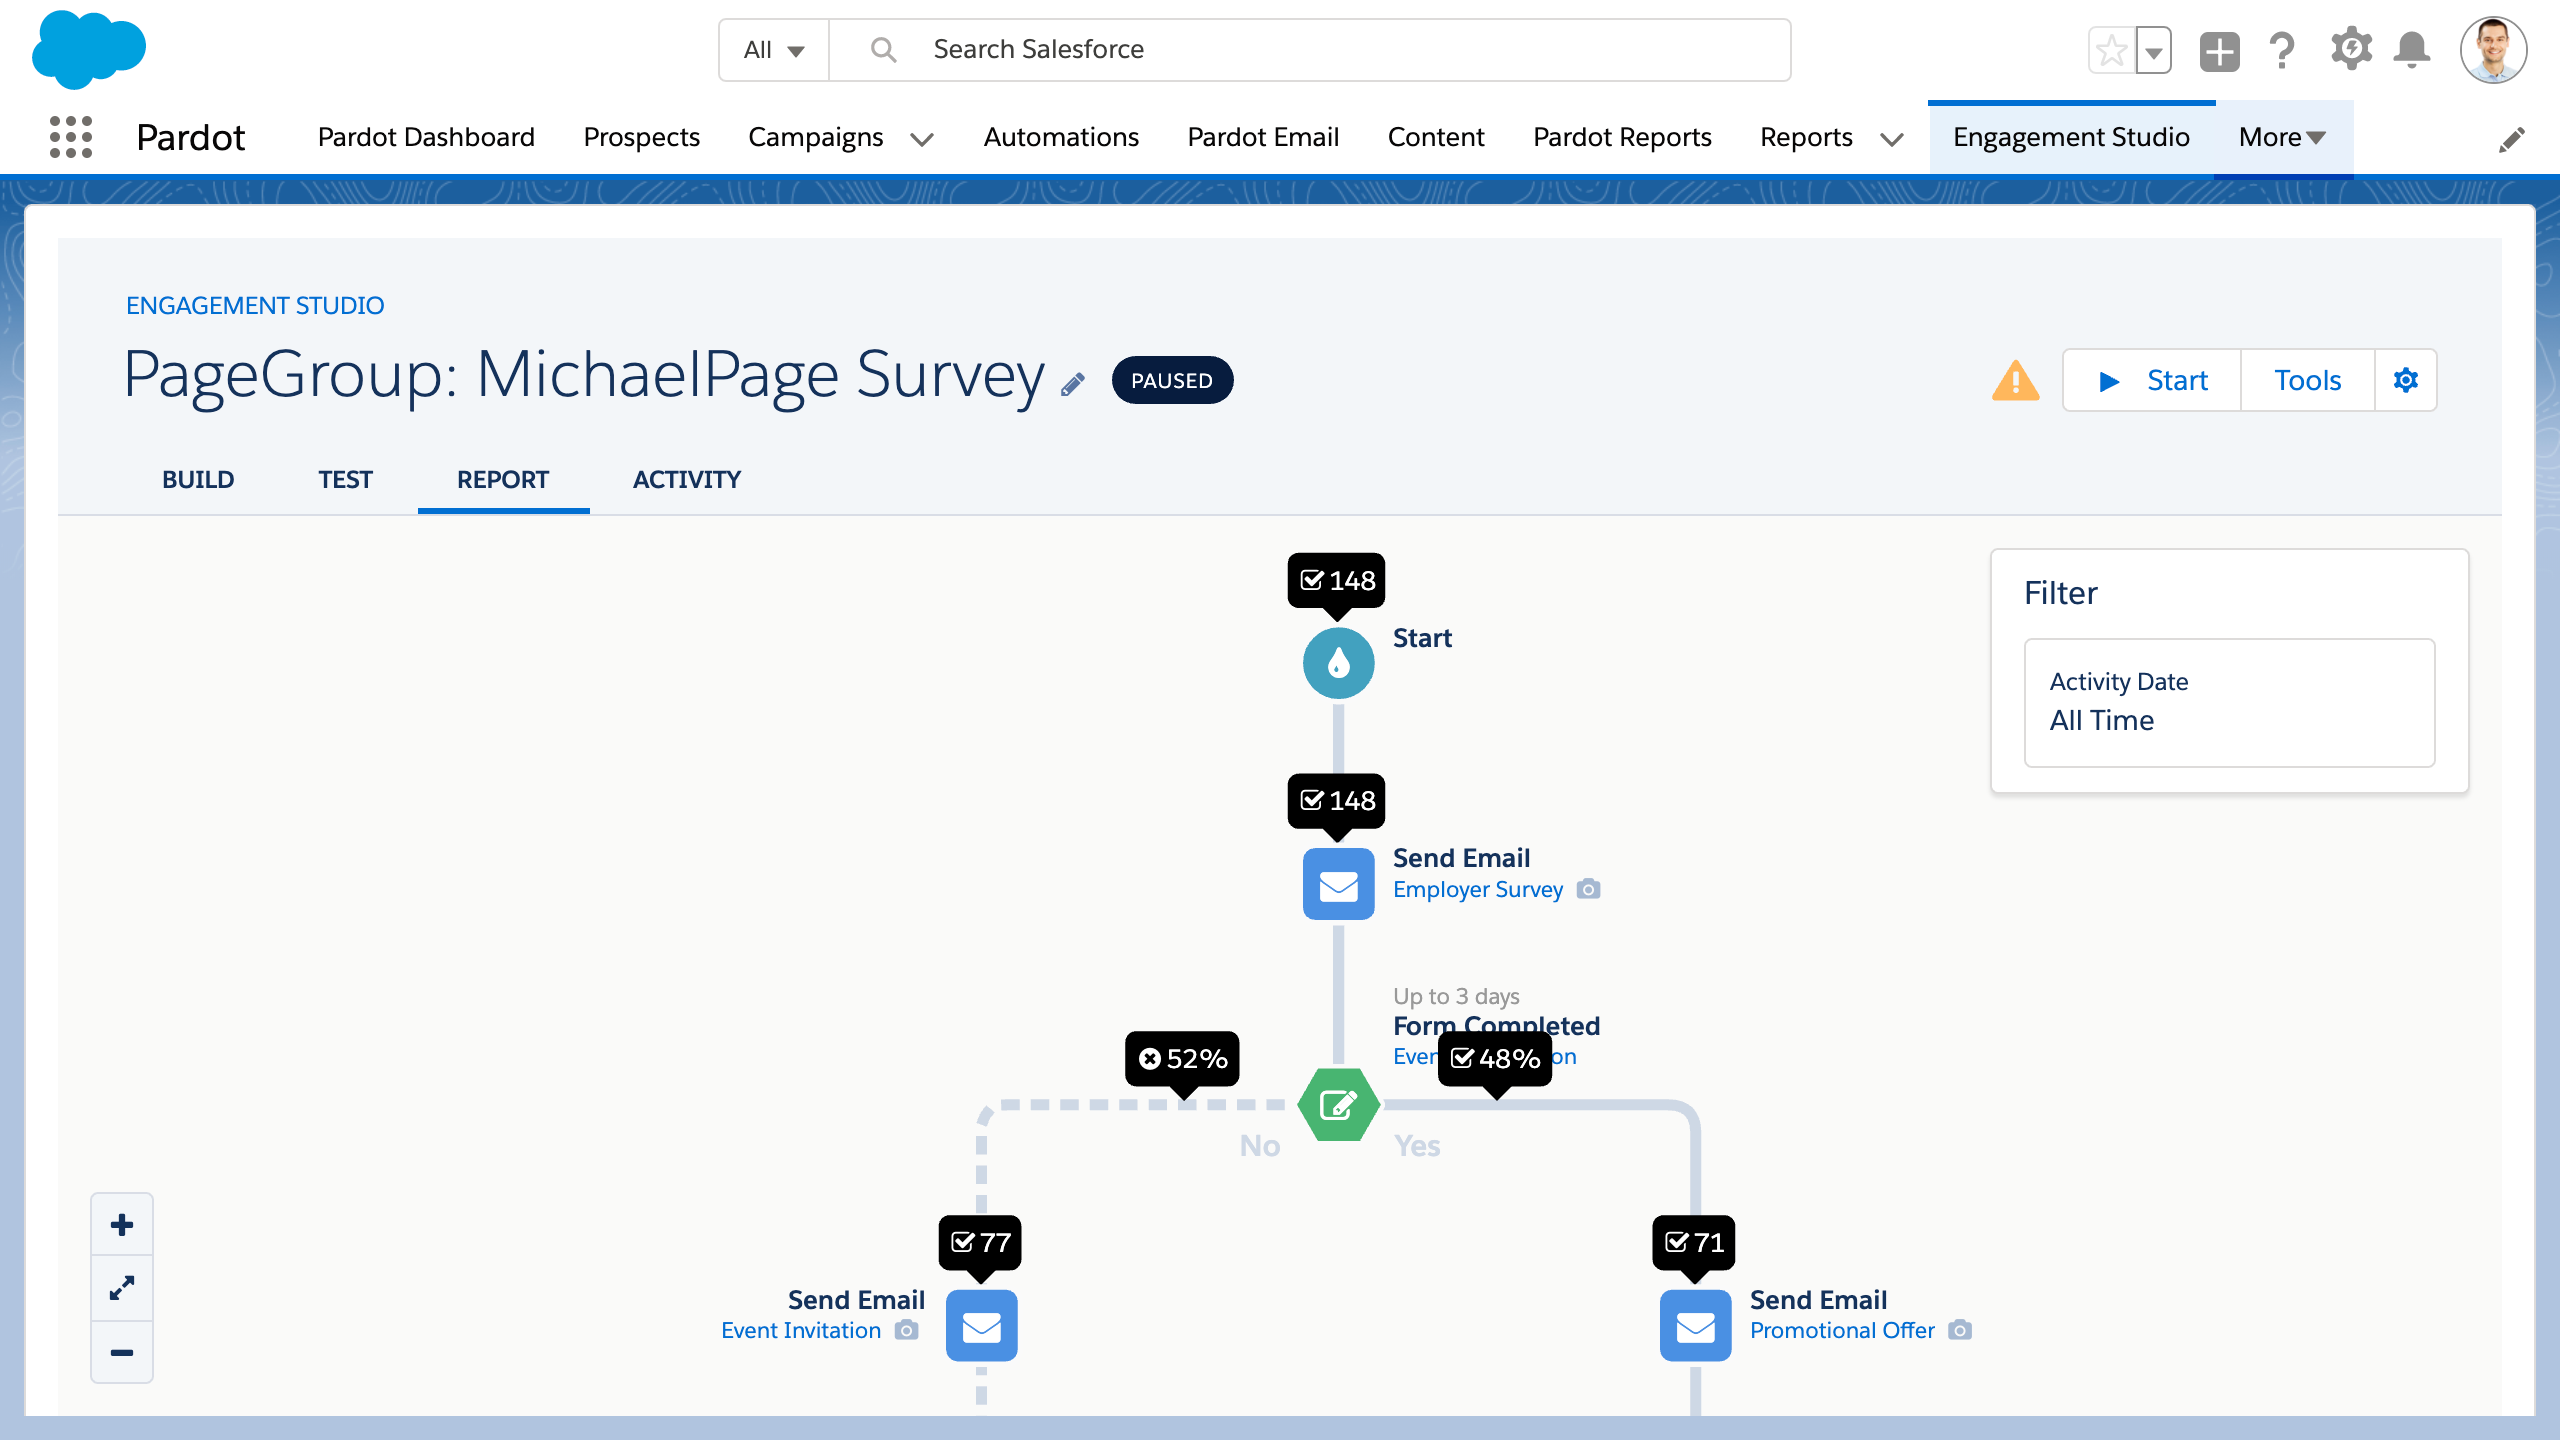 All
Search Salesforce
Pardot
Pardot Dashboard
Prospects
Campaigns
Automations
Pardot Email
Content
Pardot Reports
Reports
Engagement Studio
More
ENGAGEMENT STUDIO
PageGroup: MichaelPage Survey
PAUSED
Start
Tools
BUILD
TEST
REPORT
ACTIVITY
148
Start
Filter
Activity Date
All Time
148
Send Email
Employer Survey
Up to 3 days
Form Completed
52%
48%
No
Yes
77
71
Send Email
Event Invitation
Send Email
Promotional Offer